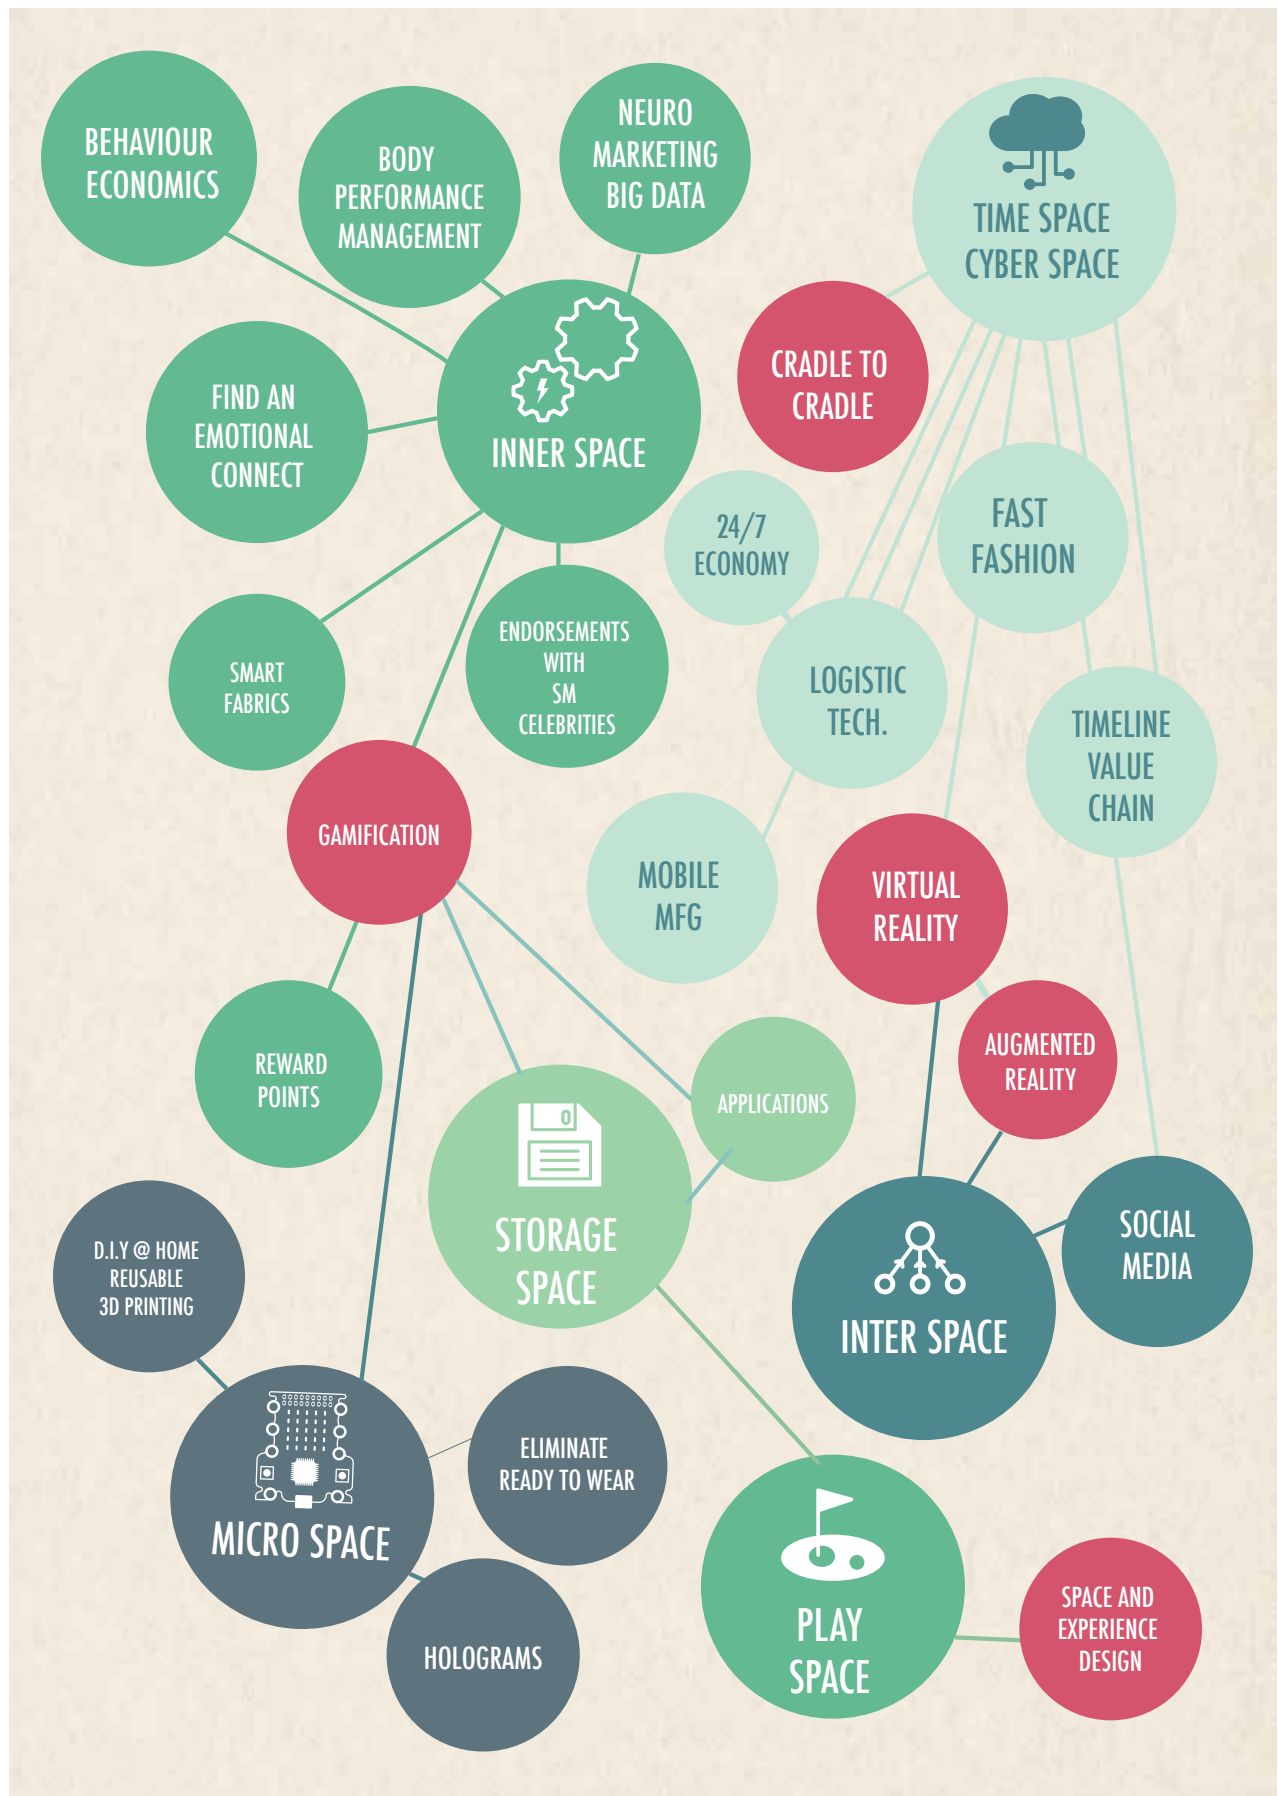 BEHAVIOUR
ECONOMICS
BODY
PERFORMANCE
MANAGEMENT
NEURO
MARKETING
BIG DATA
TIME SPACE
CYBER SPACE
CRADLE TO
CRADLE
FIND AN
EMOTIONAL
CONNECT
INNER SPACE
24/7
ECONOMY
FAST
FASHION
SMART
FABRICS
ENDORSEMENTS
WITH
SM
CELEBRITIES
LOGISTIC
TECH.
TIMELINE
VALUE
CHAIN
GAMIFICATION
MOBILE
MFG
VIRTUAL
REALITY
REWARD
POINTS
APPLICATIONS
AUGMENTED
REALITY
STORAGE
SPACE
SOCIAL
MEDIA
D.I.Y @ HOME
REUSABLE
3D PRINTING
INTER SPACE
ELIMINATE
READY TO WEAR
MICRO SPACE
HOLOGRAMS
PLAY
SPACE
SPACE AND
EXPERIENCE
DESIGN